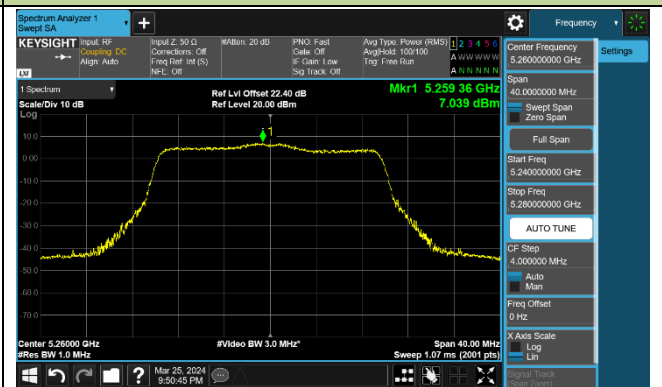 Spectrum Analyzer 1
Swept SA
+
Frequency
KEYSIGHT
Input: RF
Coupling: DC
Align: Auto
Input Z: 50 Ω
Corrections: Off
Freq Ref: Int (S)
NFE: Off
#Atten: 20 dB
PNO: Fast
Gate: Off
IF Gain: Low
Sig Track: Off
Avg Type: Power (RMS)
Avg|Hold: 100/100
Trig: Free Run
1 2 3 4 5 6
A W W W W W
A N N N N N
LXI
1 Spectrum
Scale/Div 10 dB
Log
Ref Lvl Offset 22.40 dB
Ref Level 20.00 dBm
Mkr1 5.259 36 GHz
7.039 dBm
1
10.0
0.00
-10.0
-20.0
-30.0
-40.0
-50.0
-60.0
-70.0
Center 5.26000 GHz
#Res BW 1.0 MHz
#Video BW 3.0 MHz*
Span 40.00 MHz
Sweep 1.07 ms (2001 pts)
Center Frequency
5.260000000 GHz
Settings
Span
40.0000000 MHz
Swept Span
Zero Span
Full Span
Start Freq
5.240000000 GHz
Stop Freq
5.280000000 GHz
AUTO TUNE
CF Step
4.000000 MHz
Auto
Man
Freq Offset
0 Hz
X Axis Scale
Log
Lin
Signal Track
(Span Zoom)
?
Mar 25, 2024
9:50:45 PM